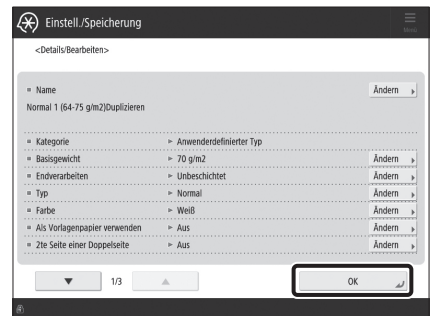 Einstell./Speicherung
Menü
<Details/Bearbeiten>
Name Ändern
Normal 1 (64-75 g/m2)Duplizieren
Kategorie Anwenderdefinierter Typ
Basisgewicht 70 g/m2 Ändern
Endverarbeiten Unbeschichtet Ändern
Typ Normal Ändern
Farbe Weiß Ändern
Als Vorlagenpapier verwenden Aus Ändern
2te Seite einer Doppelseite Aus Ändern
1/3 OK